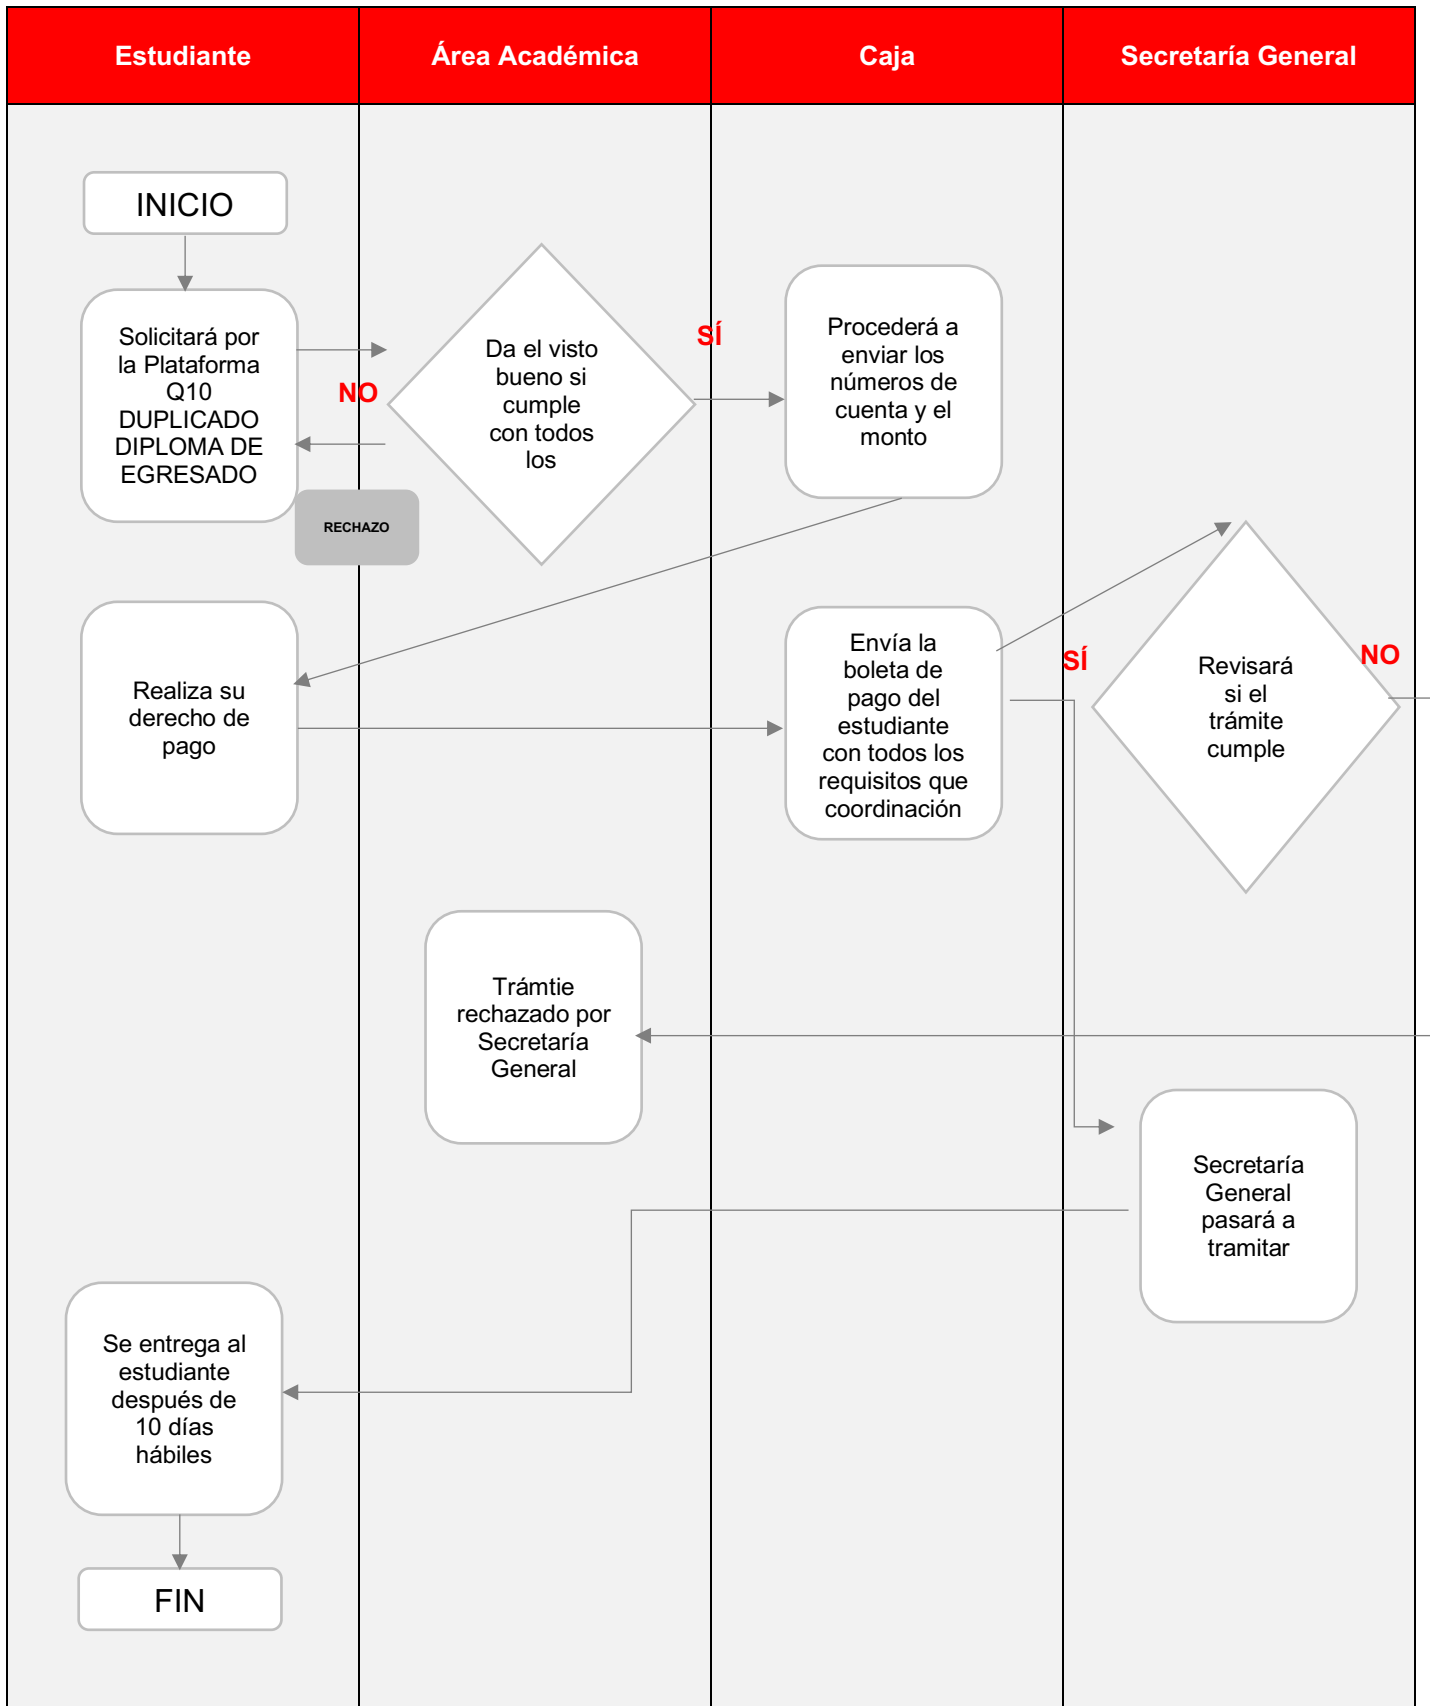 Estudiante
Área Académica
Caja
Secretaría General
INICIO
Solicitará por
la Plataforma
Q10
DUPLICADO
DIPLOMA DE
EGRESADO
NO
RECHAZO
Da el visto
bueno si
cumple
con todos
los
SÍ
Procederá a
enviar los
números de
cuenta y el
monto
Realiza su
derecho de
pago
Envía la
boleta de
pago del
estudiante
con todos los
requisitos que
coordinación
SÍ
Revisará
si el
trámite
cumple
NO
Trámtie
rechazado por
Secretaría
General
Secretaría
General
pasará a
tramitar
Se entrega al
estudiante
después de
10 días
hábiles
FIN